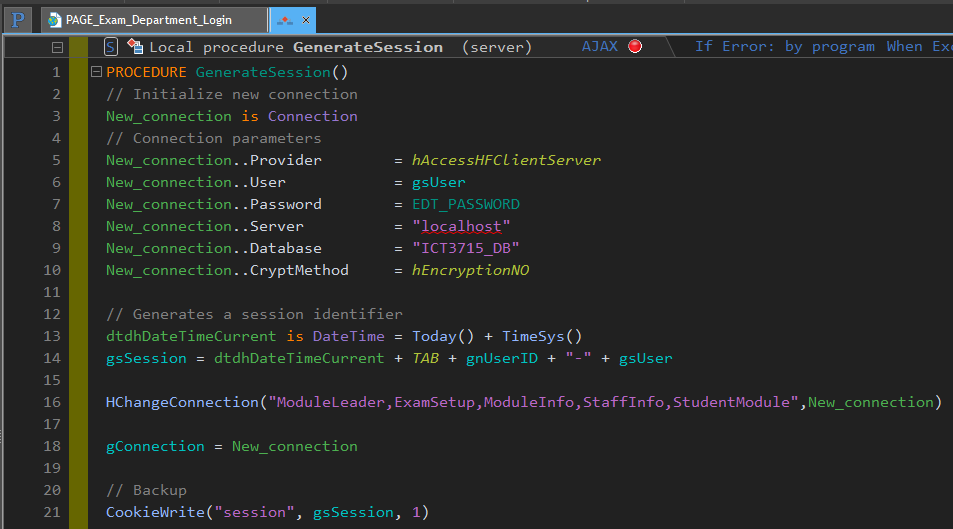 P PAGE_Exam_Department_Login ×
S Local procedure GenerateSession (server) AJAX If Error: by program When Exe
1 PROCEDURE GenerateSession()
2 // Initialize new connection
3 New_connection is Connection
4 // Connection parameters
5 New_connection..Provider = hAccessHFClientServer
6 New_connection..User = gsUser
7 New_connection..Password = EDT_PASSWORD
8 New_connection..Server = "localhost"
9 New_connection..Database = "ICT3715_DB"
10 New_connection..CryptMethod = hEncryptionNO
11
12 // Generates a session identifier
13 dtdhDateTimeCurrent is DateTime = Today() + TimeSys()
14 gsSession = dtdhDateTimeCurrent + TAB + gnUserID + "-" + gsUser
15
16 HChangeConnection("ModuleLeader,ExamSetup,ModuleInfo,StaffInfo,StudentModule",New_connection)
17
18 gConnection = New_connection
19
20 // Backup
21 CookieWrite("session", gsSession, 1)